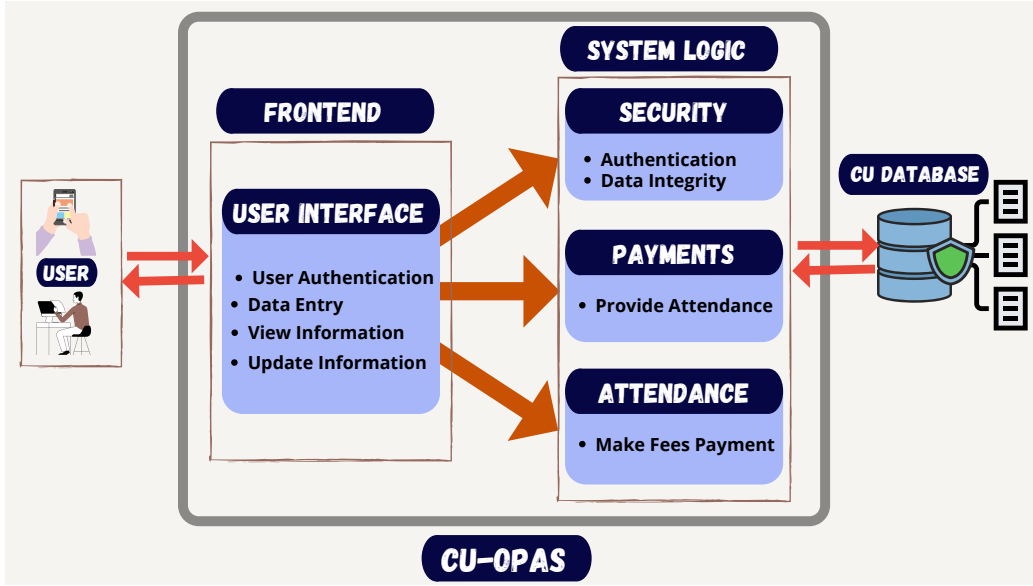 SYSTEM LOGIC
FRONTEND
SECURITY
• Authentication
• Data Integrity
CU DATABASE
USER
USER INTERFACE
• User Authentication
• Data Entry
• View Information
• Update Information
PAYMENTS
• Provide Attendance
ATTENDANCE
• Make Fees Payment
CU-OPAS